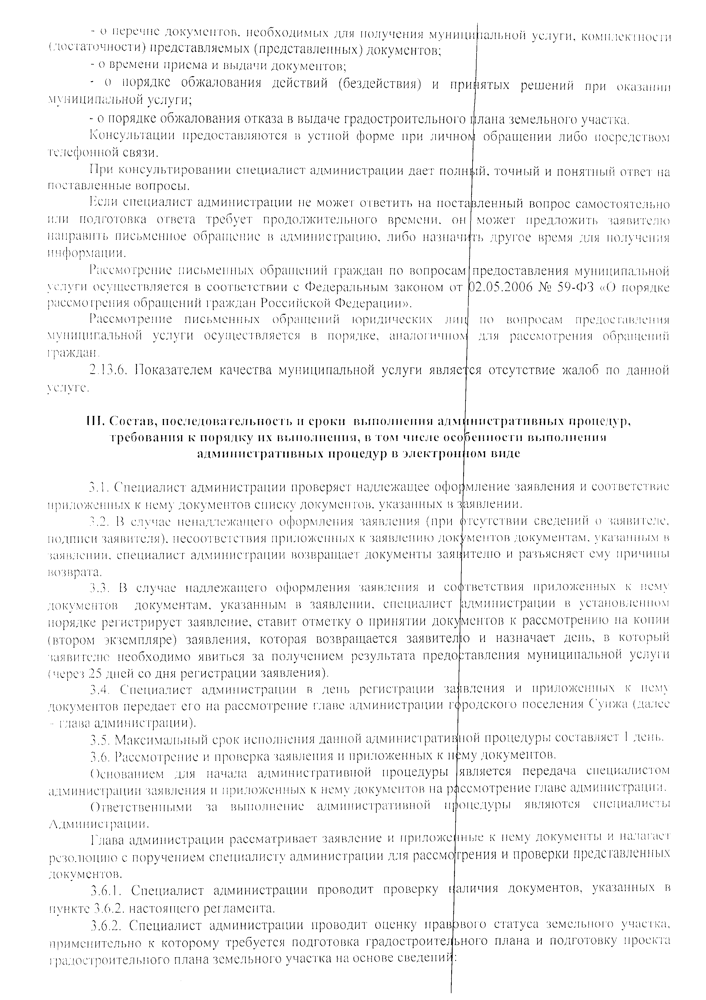 - о перечне документов, необходимых для получения муниципальной услуги, комплектности
(достаточности) представляемых (представленных) документов;
- о времени приема и выдачи документов;
- о порядке обжалования действий (бездействия) и принятых решений при оказании
муниципальной услуги;
- о порядке обжалования отказа в выдаче градостроительного плана земельного участка.
Консультации предоставляются в устной форме при личном обращении либо посредством
телефонной связи.
При консультировании специалист администрации дает полный, точный и понятный ответ на
поставленные вопросы.
Если специалист администрации не может ответить на поставленный вопрос самостоятельно
или подготовка ответа требует продолжительного времени, он может предложить заявителю
направить письменное обращение в администрацию, либо назначить другое время для получения
информации.
Рассмотрение письменных обращений граждан по вопросам предоставления муниципальной
услуги осуществляется в соответствии с Федеральным законом от 02.05.2006 № 59-ФЗ «О порядке
рассмотрения обращений граждан Российской Федерации».
Рассмотрение письменных обращений юридических лиц по вопросам предоставления
муниципальной услуги осуществляется в порядке, аналогичном для рассмотрения обращений
граждан.
2.13.6. Показателем качества муниципальной услуги является отсутствие жалоб по данной
услуге.
III. Состав, последовательность и сроки выполнения административных процедур,
требования к порядку их выполнения, в том числе особенности выполнения
административных процедур в электронном виде
3.1. Специалист администрации проверяет надлежащее оформление заявления и соответствие
приложенных к нему документов списку документов, указанных в заявлении.
3.2. В случае ненадлежащего оформления заявления (при отсутствии сведений о заявителе,
подписи заявителя), несоответствия приложенных к заявлению документов документам, указанным в
заявлении, специалист администрации возвращает документы заявителю и разъясняет ему причины
возврата.
3.3. В случае надлежащего оформления заявления и соответствия приложенных к нему
документов документам, указанным в заявлении, специалист администрации в установленном
порядке регистрирует заявление, ставит отметку о принятии документов к рассмотрению на копии
(втором экземпляре) заявления, которая возвращается заявителю и назначает день, в который
заявителю необходимо явиться за получением результата предоставления муниципальной услуги
(через 25 дней со дня регистрации заявления).
3.4. Специалист администрации в день регистрации заявления и приложенных к нему
документов передает его на рассмотрение главе администрации городского поселения Сунжа (далее
- глава администрации).
3.5. Максимальный срок исполнения данной административной процедуры составляет 1 день.
3.6. Рассмотрение и проверка заявления и приложенных к нему документов.
Основанием для начала административной процедуры является передача специалистом
администрации заявления и приложенных к нему документов на рассмотрение главе администрации.
Ответственными за выполнение административной процедуры являются специалисты
Администрации.
Глава администрации рассматривает заявление и приложенные к нему документы и налагает
резолюцию с поручением специалисту администрации для рассмотрения и проверки представленных
документов.
3.6.1. Специалист администрации проводит проверку наличия документов, указанных в
пункте 3.6.2. настоящего регламента.
3.6.2. Специалист администрации проводит оценку правового статуса земельного участка,
применительно к которому требуется подготовка градостроительного плана и подготовку проекта
градостроительного плана земельного участка на основе сведений: